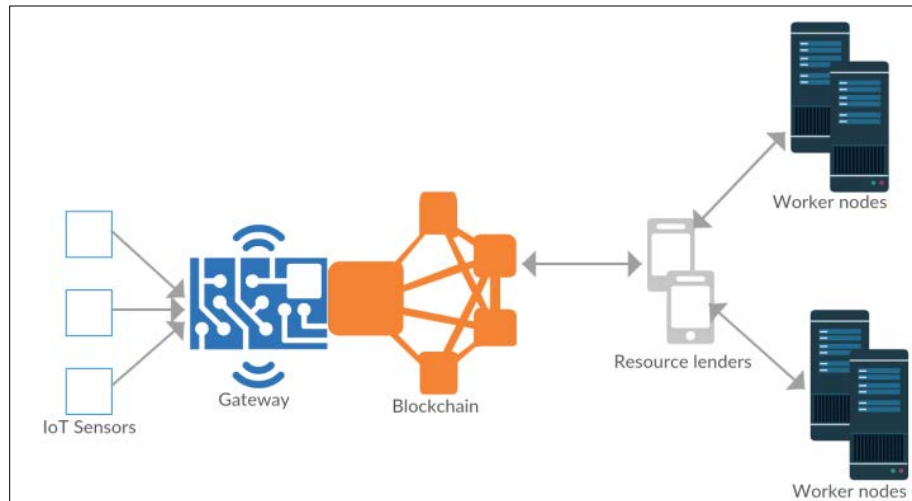 Worker nodes
IoT Sensors
Gateway
Blockchain
Resource lenders
Worker nodes